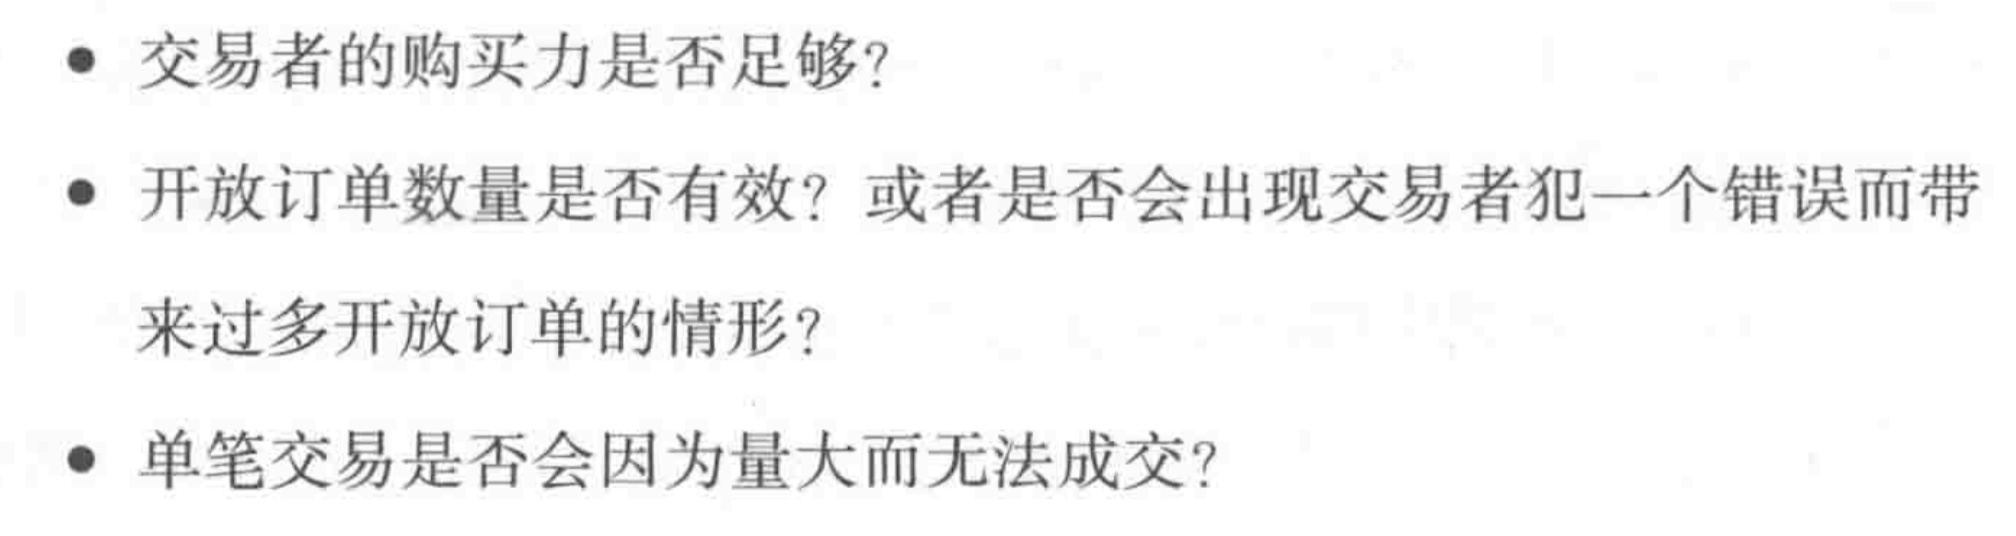 ● 交易者的购买力是否足够？
● 开放订单数量是否有效？或者是否会出现交易者犯一个错误而带
来过多开放订单的情形？
● 单笔交易是否会因为量大而无法成交？